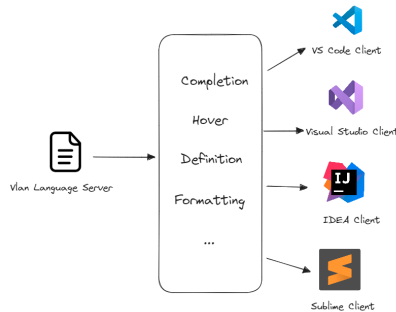 VS Code Client
Completion
Hover
Visual Studio Client
Definition
Vlan Language Server
Formatting
IJ
IDEA Client
...
Sublime Client